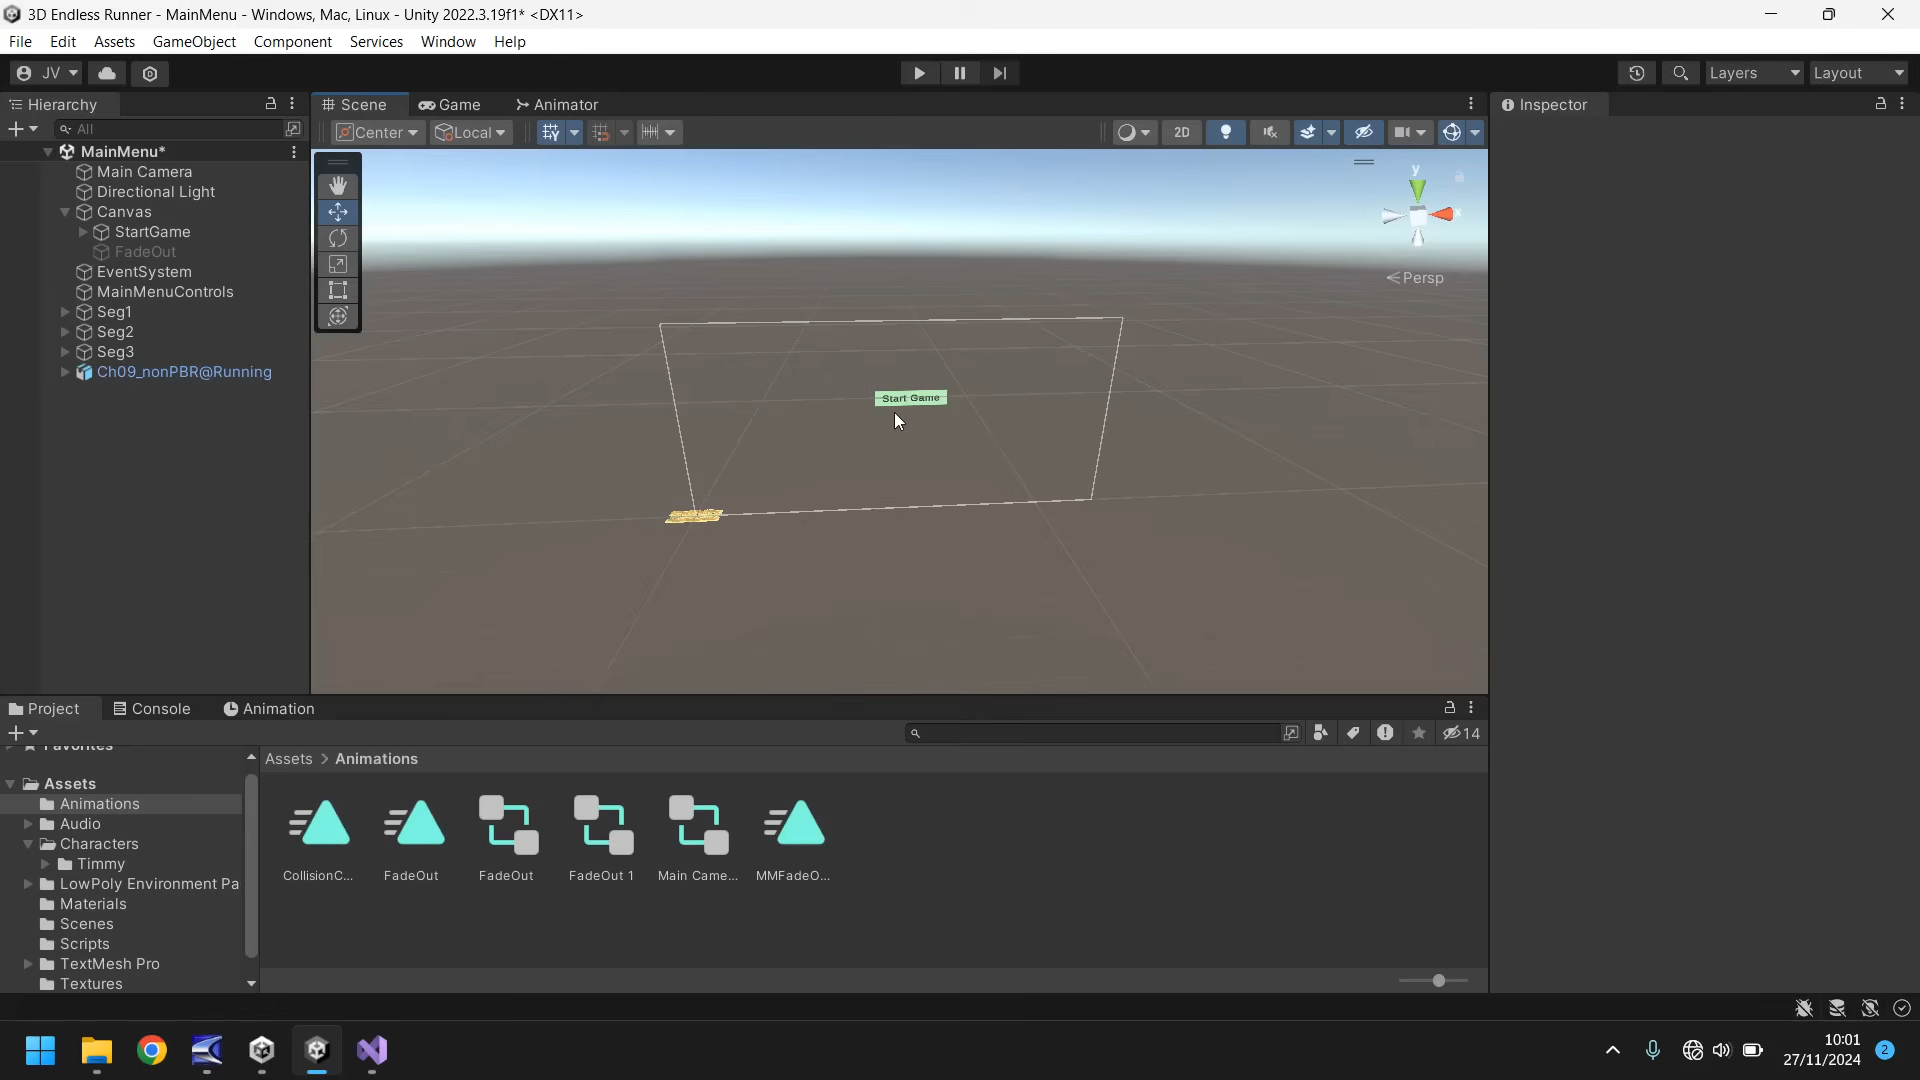 3D Endless Runner - MainMenu - Windows, Mac, Linux - Unity 2022.3.19f1* <DX11>
File Edit Assets GameObject Component Services Window Help
JV Layers Layout
Hierarchy Scene Game Animator Inspector
All Center Local 2D
MainMenu*
Main Camera
Directional Light
Canvas
StartGame
FadeOut
EventSystem
MainMenuControls
Seg1
Seg2
Seg3
Ch09_nonPBR@Running
y
x
Persp
Start Game
Project Console Animation
14
Favorites
Assets > Animations
Assets
Animations
Audio
Characters
Timmy
LowPoly Environment Pa
Materials
Scenes
Scripts
TextMesh Pro
Textures
CollisionC... FadeOut FadeOut FadeOut 1 Main Came... MMFadeO...
10:01
27/11/2024
2